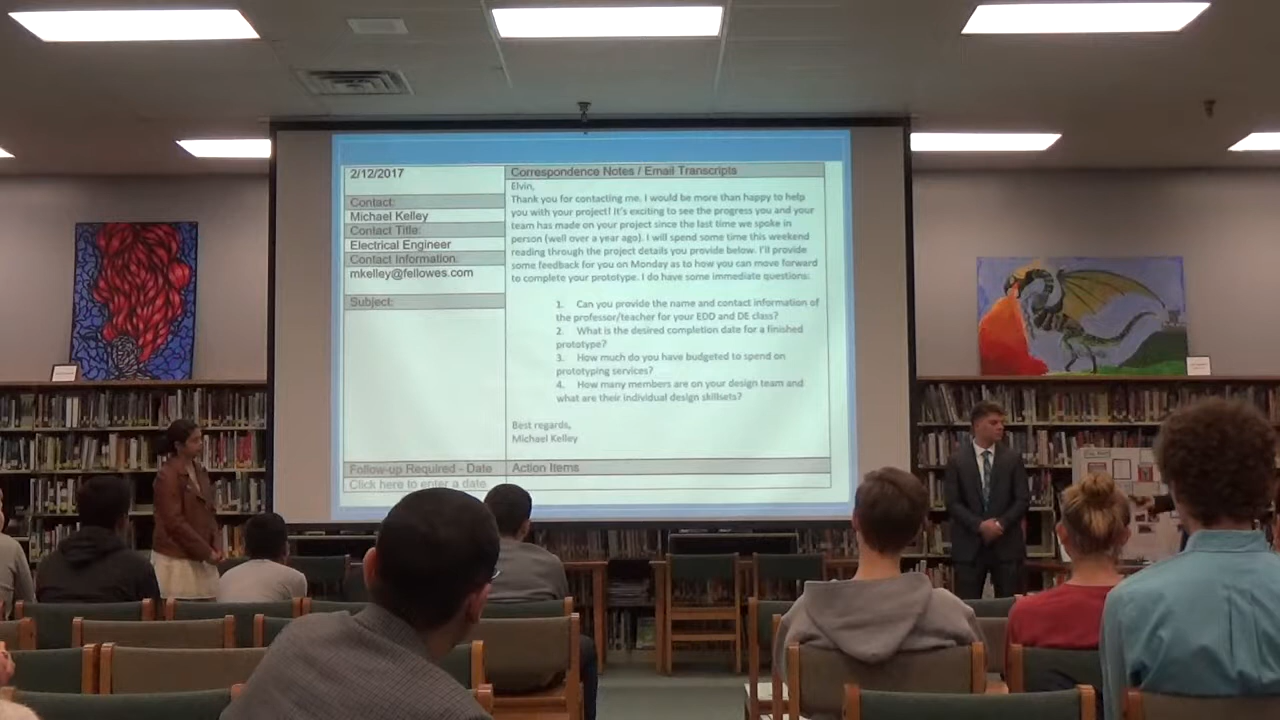 2/12/2017
Contact:
Michael Kelley
Contact Title:
Electrical Engineer
Contact Information:
mkelley@fellowes.com
Subject:
Follow-up Required - Date
Click here to enter a date.
Correspondence Notes / Email Transcripts
Elvin,
Thank you for contacting me. I would be more than happy to help
you with your project! It's exciting to see the progress you and your
team has made on your project since the last time we spoke in
person (well over a year ago). I will spend some time this weekend
reading through the project details you provide below. I'll provide
some feedback for you on Monday as to how you can move forward
to complete your prototype. I do have some immediate questions:
1. Can you provide the name and contact information of
the professor/teacher for your EDD and DE class?
2. What is the desired completion date for a finished
prototype?
3. How much do you have budgeted to spend on
prototyping services?
4. How many members are on your design team and
what are their individual design skillsets?
Best regards,
Michael Kelley
Action Items